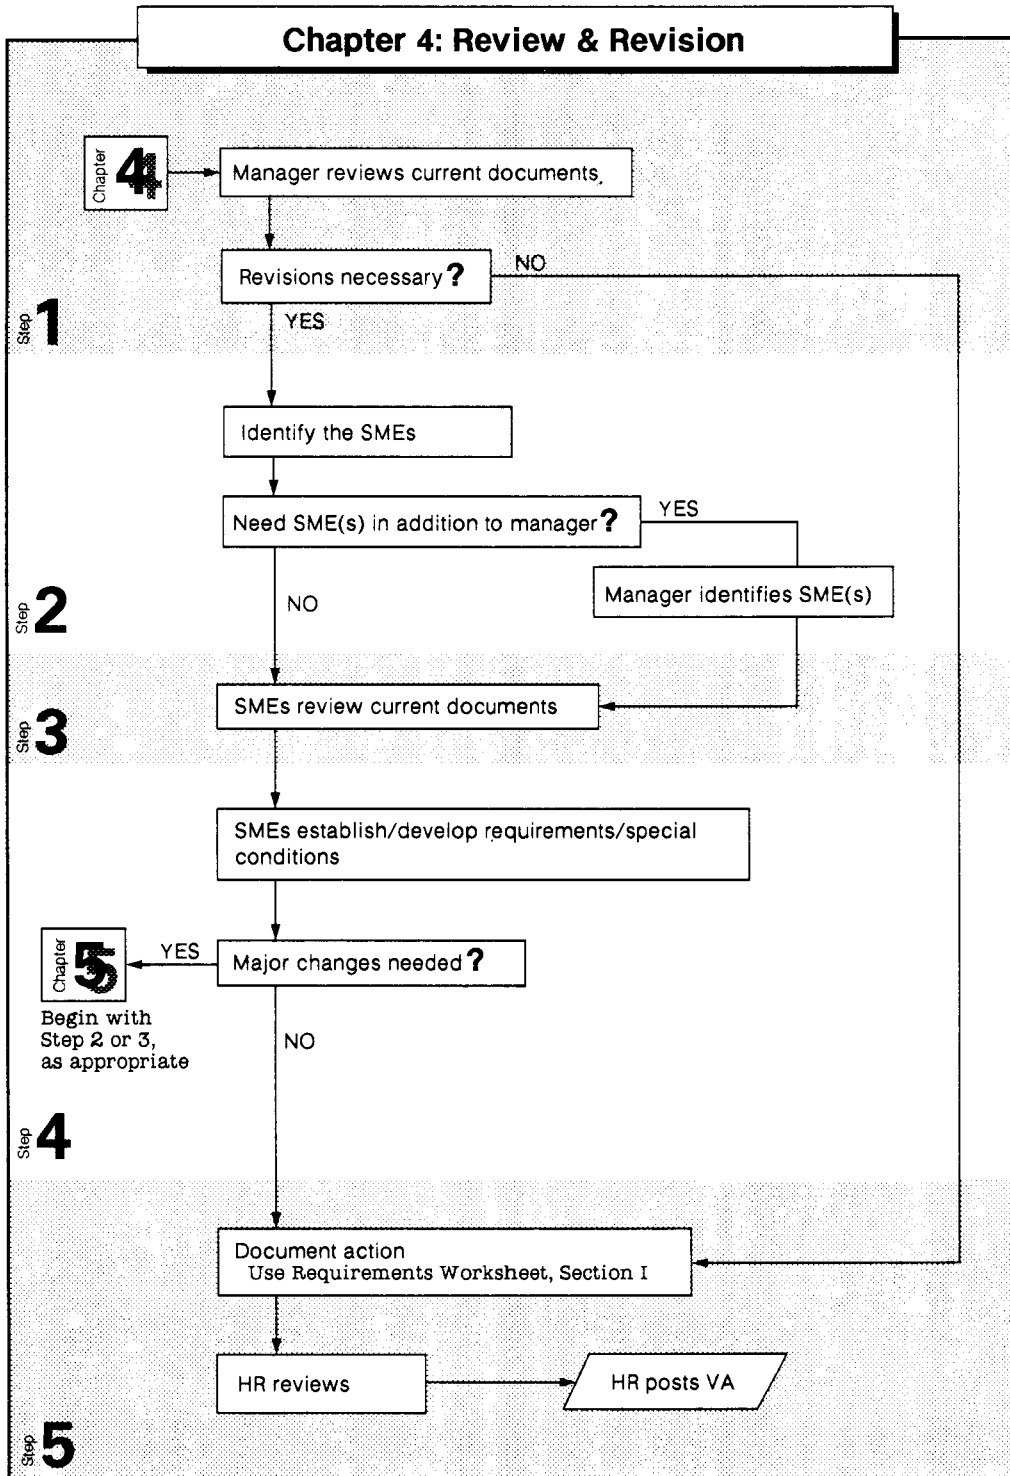 Chapter 4: Review & Revision
Chapter 4
Manager reviews current documents.
Revisions necessary?
NO
YES
Step 1
Identify the SMEs
Need SME(s) in addition to manager?
YES
Manager identifies SME(s)
NO
Step 2
SMEs review current documents
Step 3
SMEs establish/develop requirements/special
conditions
Major changes needed?
YES
Chapter 5
Begin with
Step 2 or 3,
as appropriate
NO
Step 4
Document action
Use Requirements Worksheet, Section I
HR reviews
HR posts VA
Step 5